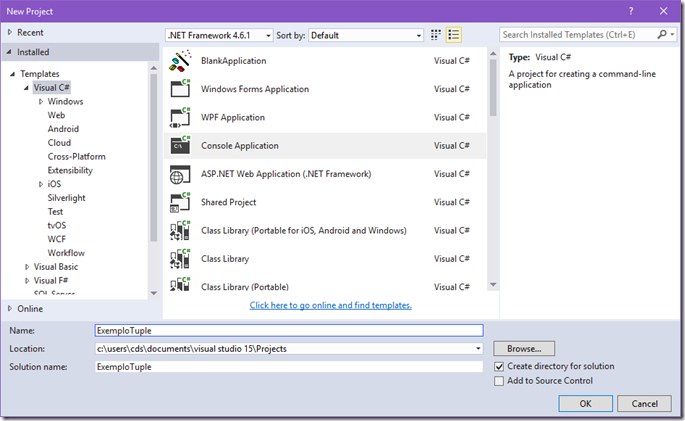 New Project
? ×
Recent
.NET Framework 4.6.1
Sort by: Default
Search Installed Templates (Ctrl+E)
Installed
Templates
Visual C#
Windows
Web
Android
Cloud
Cross-Platform
Extensibility
iOS
Silverlight
Test
tvOS
WCF
Workflow
Visual Basic
Visual F#
SQL Server
Online
BlankApplication Visual C#
Windows Forms Application Visual C#
WPF Application Visual C#
Console Application Visual C#
ASP.NET Web Application (.NET Framework) Visual C#
Shared Project Visual C#
Class Library (Portable for iOS, Android and Windows) Visual C#
Class Library Visual C#
Class Library (Portable) Visual C#
Click here to go online and find templates.
Type: Visual C#
A project for creating a command-line
application
Name: ExemploTuple
Location: c:\users\cds\documents\visual studio 15\Projects
Browse...
Solution name: ExemploTuple
Create directory for solution
Add to Source Control
OK
Cancel